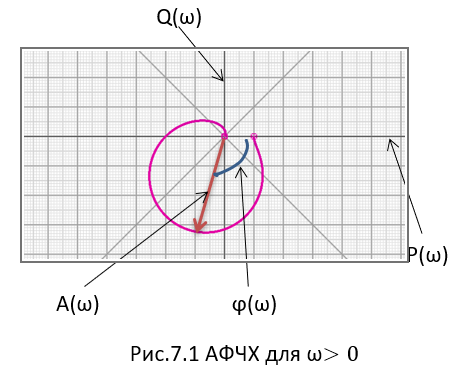 Q(ω)
P(ω)
A(ω)
φ(ω)
Рис.7.1 АФЧХ для ω> 0